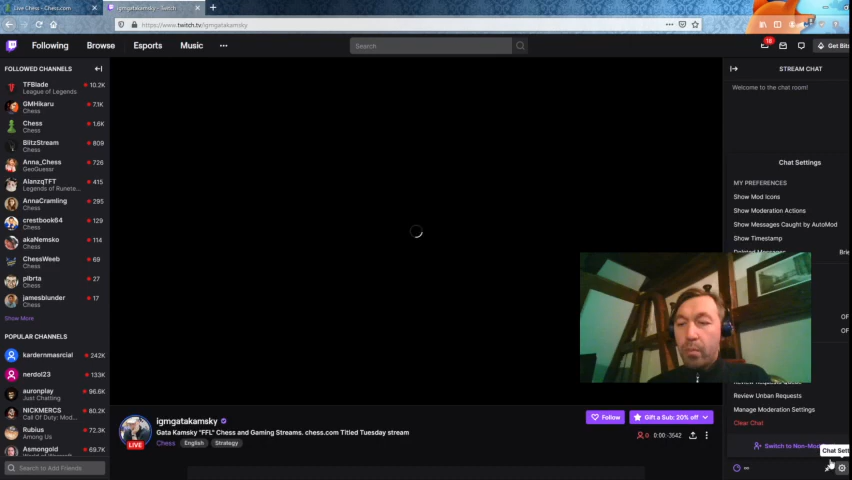 Live Chess - Chess.com
igmgatakamsky - Twitch
https://www.twitch.tv/igmgatakamsky
Following
Browse
Esports
Music
Search
18
Get Bits
FOLLOWED CHANNELS
TFBlade
10.2K
League of Legends
GMHikaru
7.1K
Chess
Chess
1.6K
Chess
BlitzStream
809
Chess
Anna_Chess
726
GeoGuessr
AlanzqTFT
415
Legends of Runete...
AnnaCramling
295
Chess
crestbook64
129
Chess
akaNemsko
114
Chess
ChessWeeb
69
Chess
plbrta
27
Chess
jamesblunder
17
Chess
Show More
POPULAR CHANNELS
kardernmasrcial
242K
nerdol23
133K
auronplay
96.6K
Just Chatting
NICKMERCS
80.2K
Call Of Duty: Mod...
Rubius
72.3K
Among Us
Asmongold
69.7K
Search to Add Friends
LIVE
igmgatakamsky
Gata Kamsky "FFL" Chess and Gaming Streams. chess.com Titled Tuesday stream
Chess
English
Strategy
Follow
Gift a Sub: 20% off
0
0:00:-3542
STREAM CHAT
Welcome to the chat room!
Chat Settings
MY PREFERENCES
Show Mod Icons
Show Moderation Actions
Show Messages Caught by AutoMod
Show Timestamp
Review Unban Requests
Manage Moderation Settings
Clear Chat
Switch to Non-Mod
Chat Sett